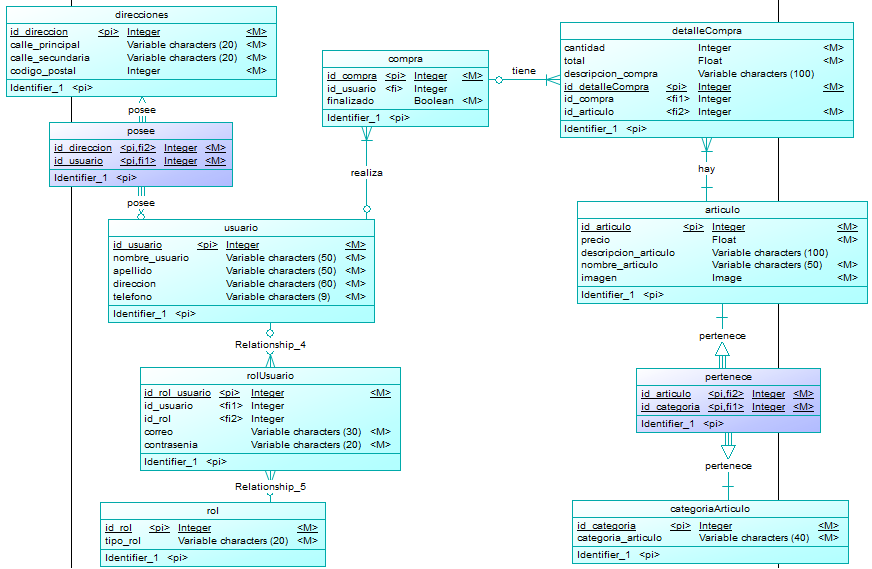 direcciones
id_direccion <pi> Integer <M>
calle_principal Variable characters (20) <M>
calle_secundaria Variable characters (20) <M>
codigo_postal Integer <M>
Identifier_1 <pi>
posee
posee
id_direccion <pi,fi2> Integer <M>
id_usuario <pi,fi1> Integer <M>
Identifier_1 <pi>
posee
usuario
id_usuario <pi> Integer <M>
nombre_usuario Variable characters (50) <M>
apellido Variable characters (50) <M>
direccion Variable characters (60) <M>
telefono Variable characters (9) <M>
Identifier_1 <pi>
Relationship_4
rolUsuario
id_rol_usuario <pi> Integer <M>
id_usuario <fi1> Integer
id_rol <fi2> Integer
correo Variable characters (30) <M>
contrasenia Variable characters (20) <M>
Identifier_1 <pi>
Relationship_5
rol
id_rol <pi> Integer <M>
tipo_rol Variable characters (20) <M>
Identifier_1 <pi>
compra
id_compra <pi> Integer <M>
id_usuario <fi> Integer
finalizado Boolean <M>
Identifier_1 <pi>
realiza
tiene
detalleCompra
cantidad Integer <M>
total Float <M>
descripcion_compra Variable characters (100)
id_detalleCompra <pi> Integer <M>
id_compra <fi1> Integer
id_articulo <fi2> Integer <M>
Identifier_1 <pi>
hay
articulo
id_articulo <pi> Integer <M>
precio Float <M>
descripcion_articulo Variable characters (100)
nombre_articulo Variable characters (50) <M>
imagen Image <M>
Identifier_1 <pi>
pertenece
pertenece
id_articulo <pi,fi2> Integer <M>
id_categoria <pi,fi1> Integer <M>
Identifier_1 <pi>
pertenece
categoriaArticulo
id_categoria <pi> Integer <M>
categoria_articulo Variable characters (40) <M>
Identifier_1 <pi>